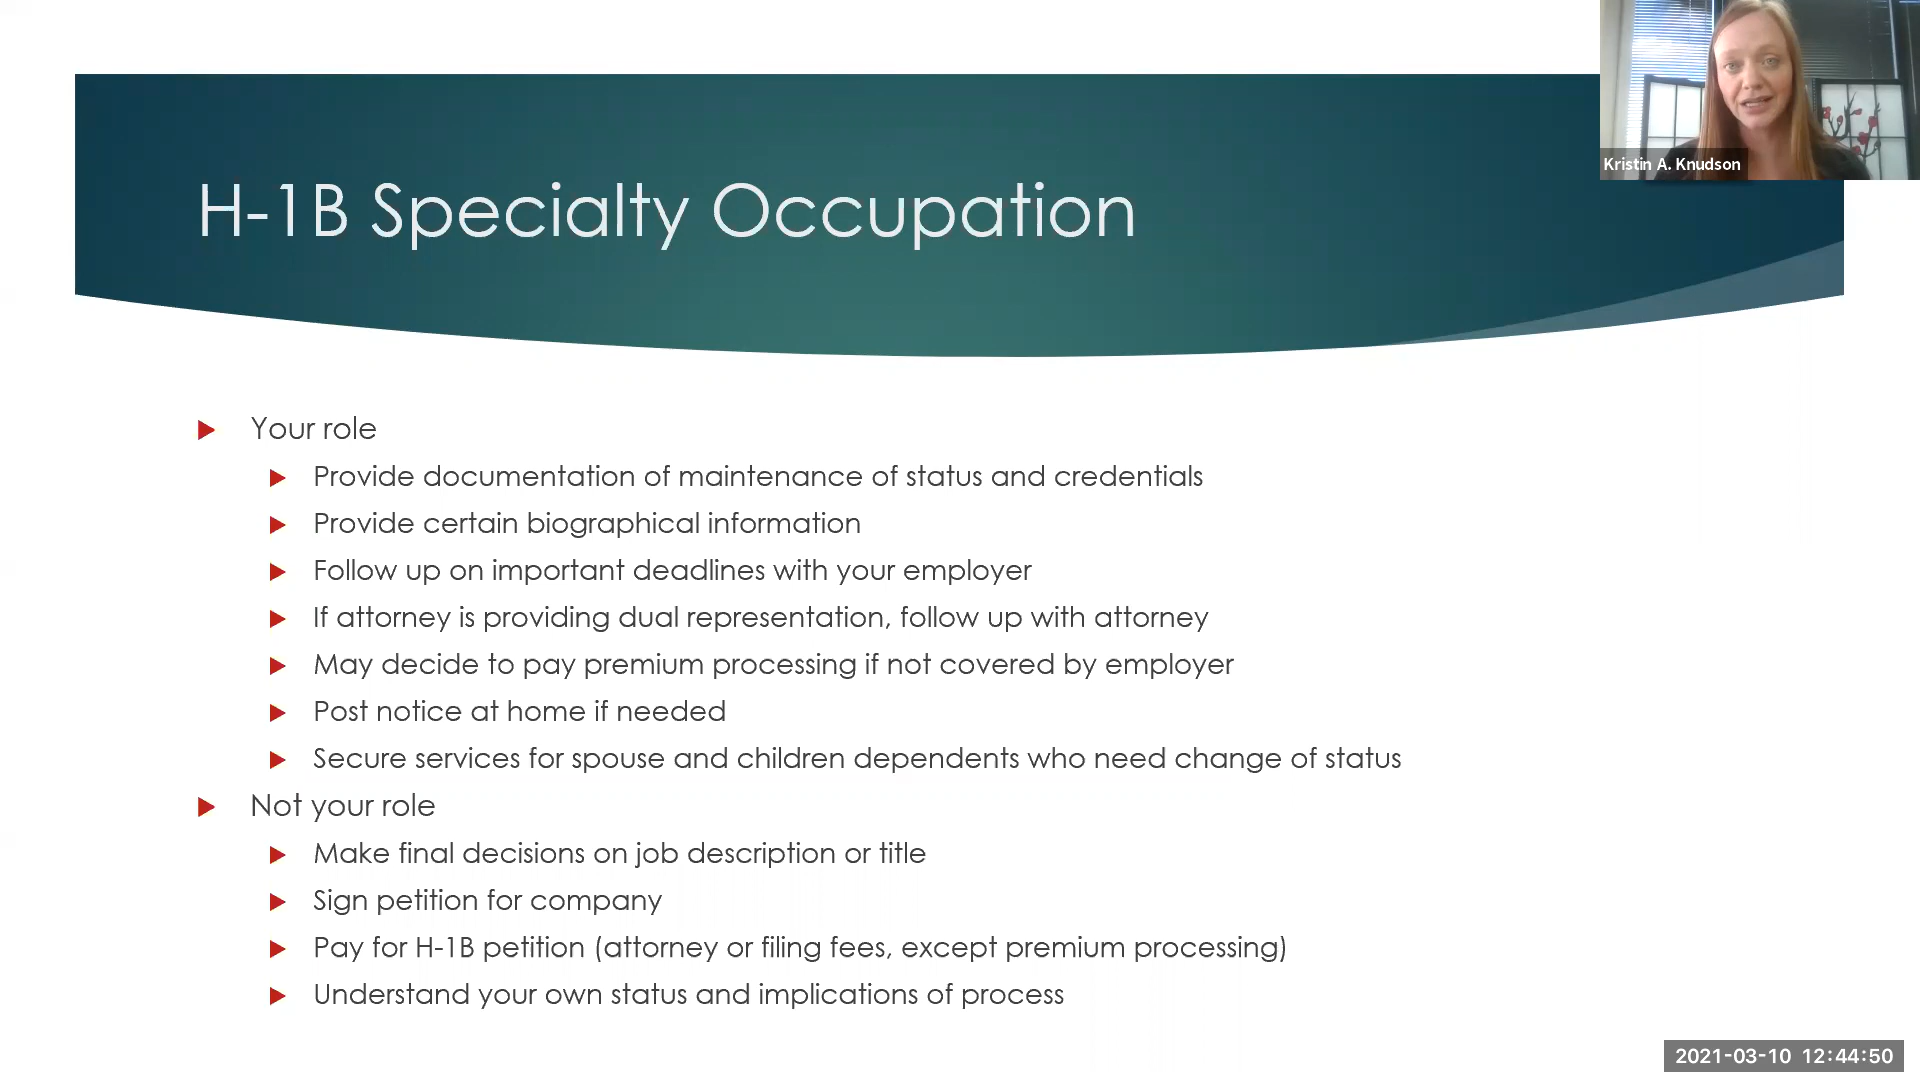 Kristin A. Knudson
H-1B Specialty Occupation
Your role
Provide documentation of maintenance of status and credentials
Provide certain biographical information
Follow up on important deadlines with your employer
If attorney is providing dual representation, follow up with attorney
May decide to pay premium processing if not covered by employer
Post notice at home if needed
Secure services for spouse and children dependents who need change of status
Not your role
Make final decisions on job description or title
Sign petition for company
Pay for H-1B petition (attorney or filing fees, except premium processing)
Understand your own status and implications of process
2021-03-10 12:44:50